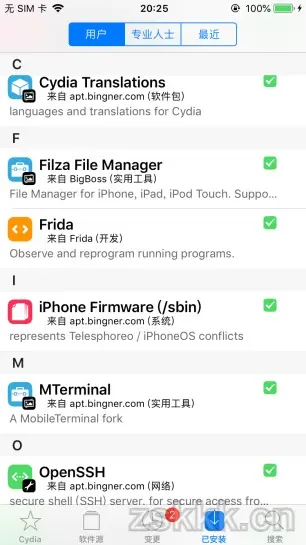 无 SIM 卡
20:25
100%
用户
专业人士
最近
C
Cydia Translations
来自 apt.bingner.com (软件包)
languages and translations for Cydia
F
Filza File Manager
来自 BigBoss (实用工具)
File Manager for iPhone, iPad, iPod Touch. Suppo...
Frida
来自 Frida (开发)
Observe and reprogram running programs.
I
iPhone Firmware (/sbin)
来自 apt.bingner.com (系统)
represents Telesphoreo / iPhoneOS conflicts
M
MTerminal
来自 apt.bingner.com (实用工具)
A MobileTerminal fork
O
OpenSSH
来自 apt.bingner.com (网络)
secure shell (SSH) server, for secure access fro...
2
Cydia
软件源
变更
已安装
搜索